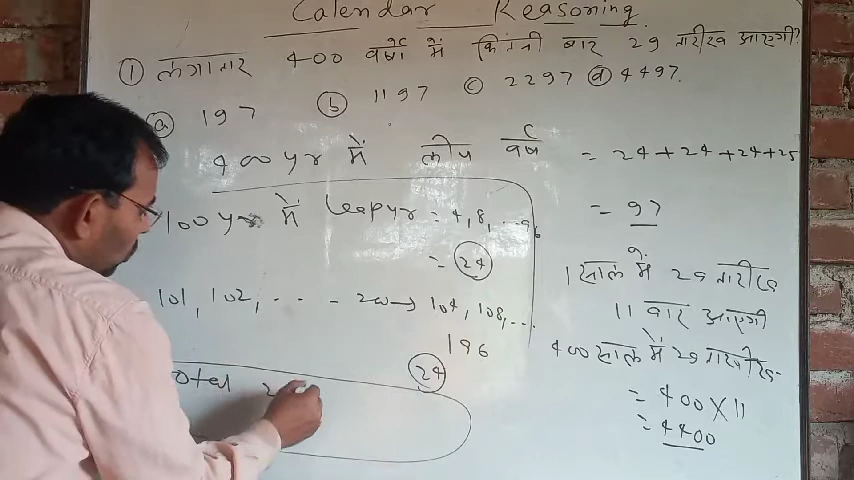 Calendar Reasoning
① लगातार 400 वर्षों में कितनी बार 29 तारीख आएगी?
ⓐ 197 ⓑ 1197 ⓒ 2297 ⓓ 4497
400 yr में लीप वर्ष = 24 + 24 + 24 + 25
= 97
100 yr में leap yr = 4, 8, ... 96
= 24
101, 102, ... - 200 → 104, 108, ...
196
24
1 साल में 29 तारीख
11 बार आएगी
400 साल में 29 तारीख
= 400 X 11
= 4400
otal 2